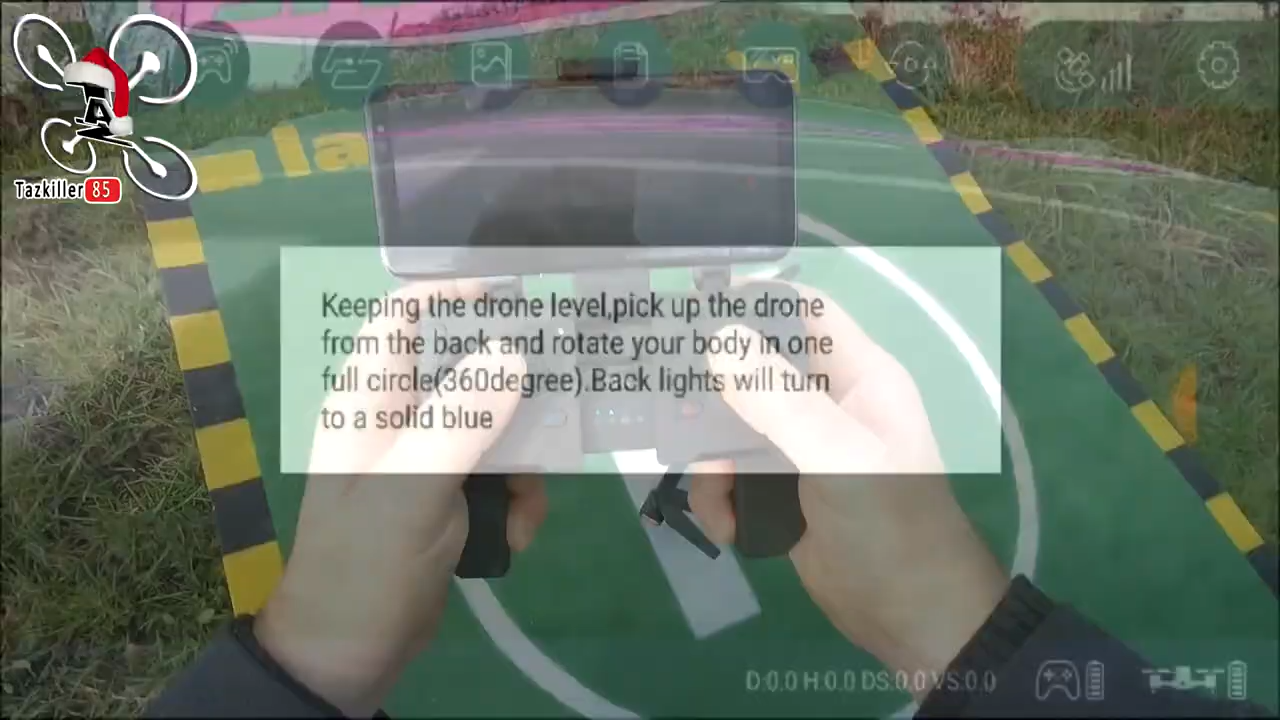 VR
la
A
Tazkiller 85
Keeping the drone level,pick up the drone
from the back and rotate your body in one
full circle(360degree).Back lights will turn
to a solid blue
D:0.0 H:0.0 DS:0.0 VS:0.0